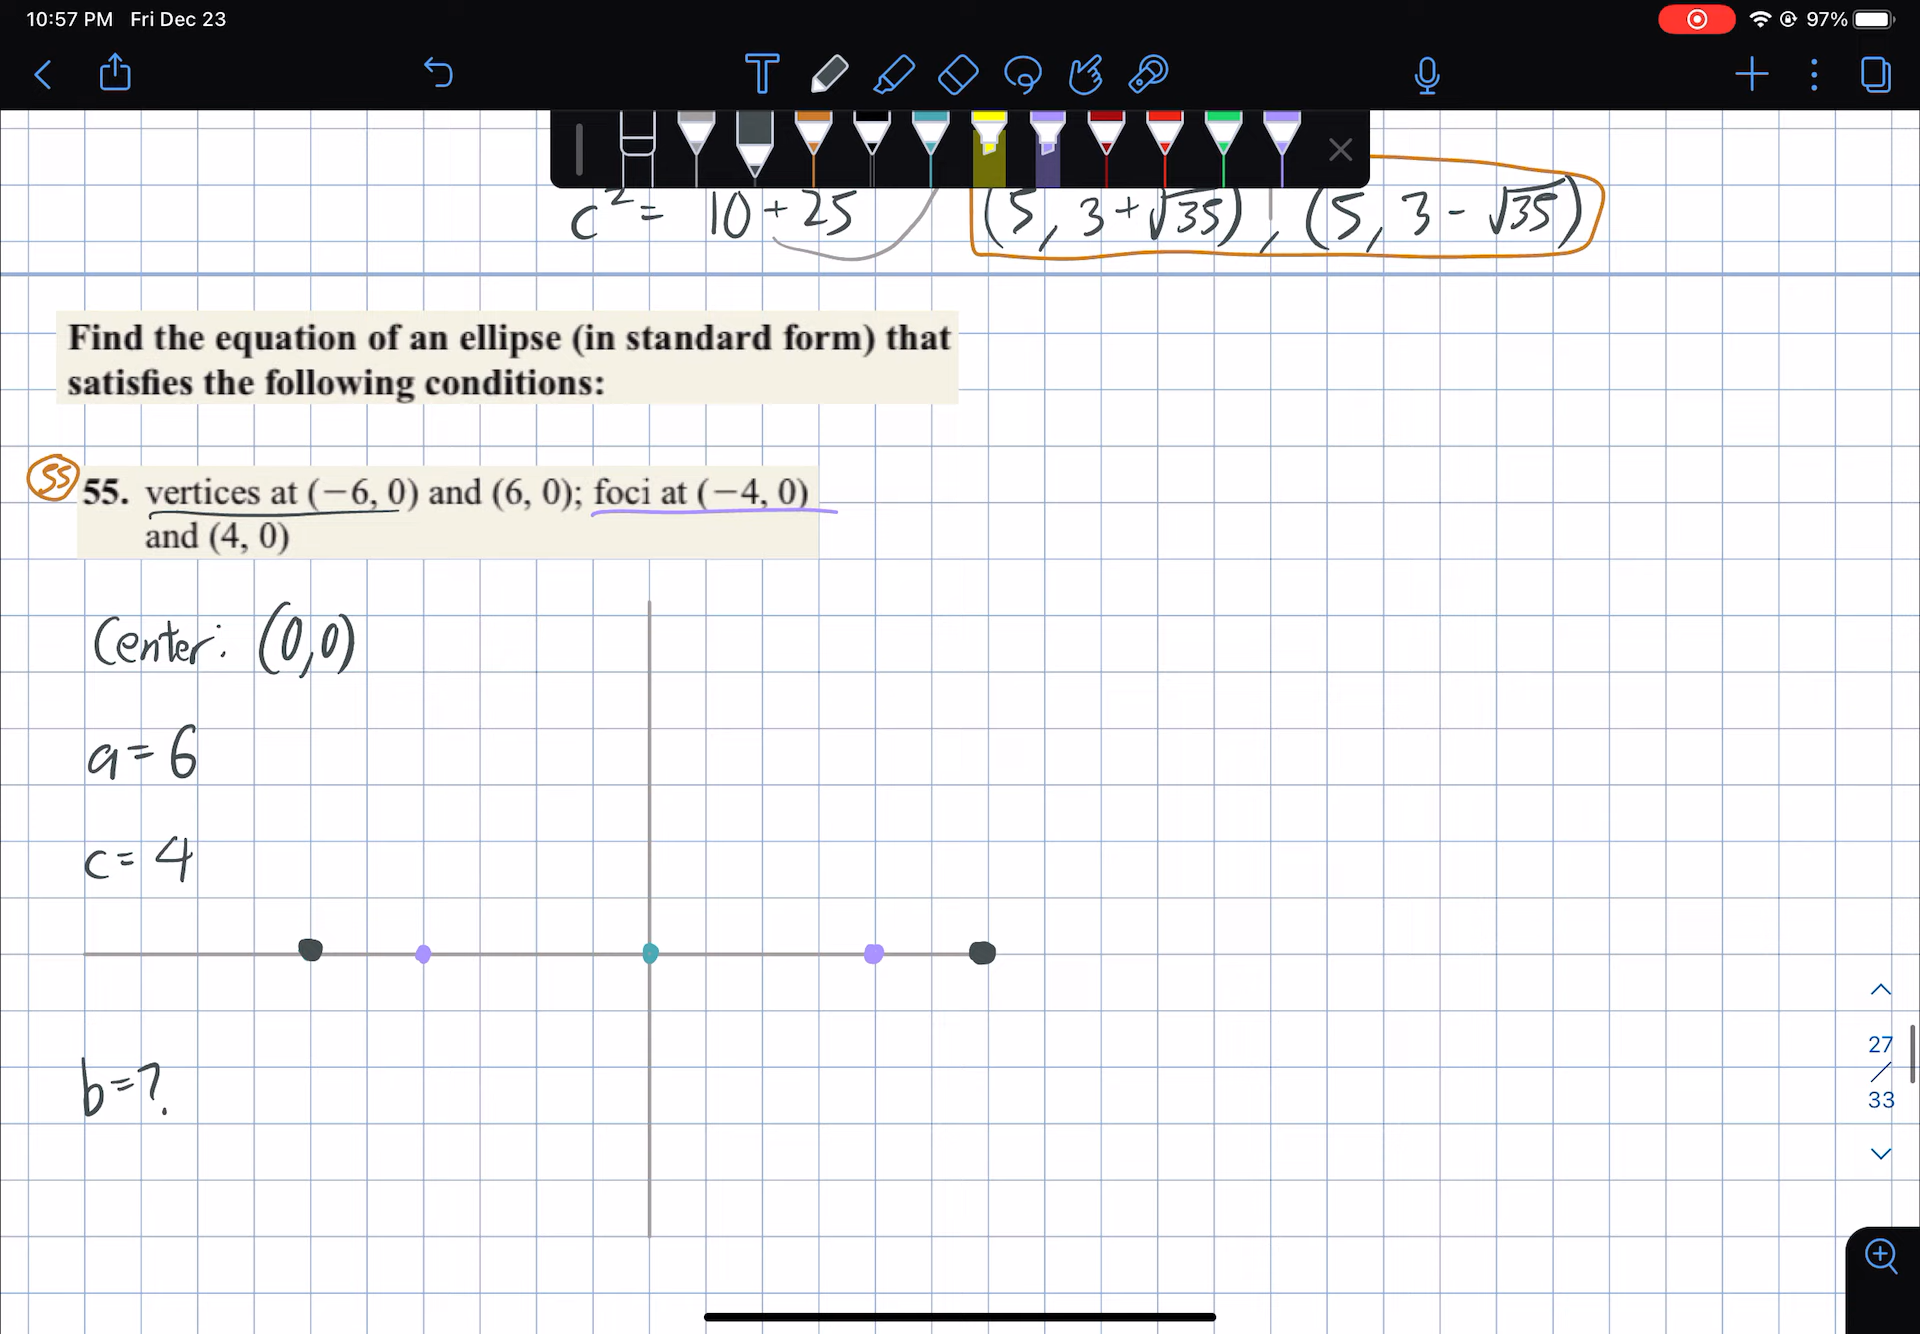 10:57 PM Fri Dec 23
97%
c² = 10 + 25
(5, 3 + √35), (5, 3 - √35)
Find the equation of an ellipse (in standard form) that
satisfies the following conditions:
55
55. vertices at (−6, 0) and (6, 0); foci at (−4, 0)
and (4, 0)
Center: (0,0)
a = 6
c = 4
b = ?
27
/
33